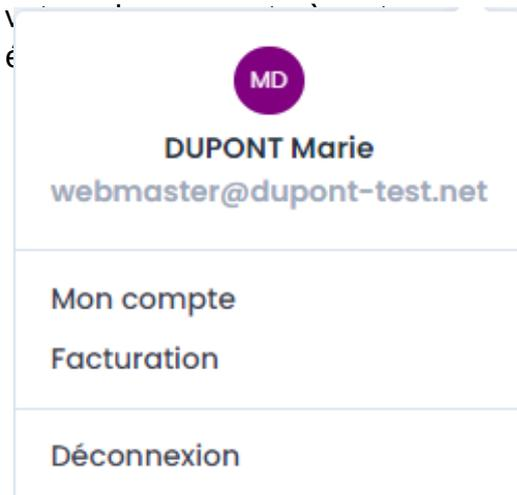 MD
DUPONT Marie
webmaster@dupont-test.net
Mon compte
Facturation
Déconnexion